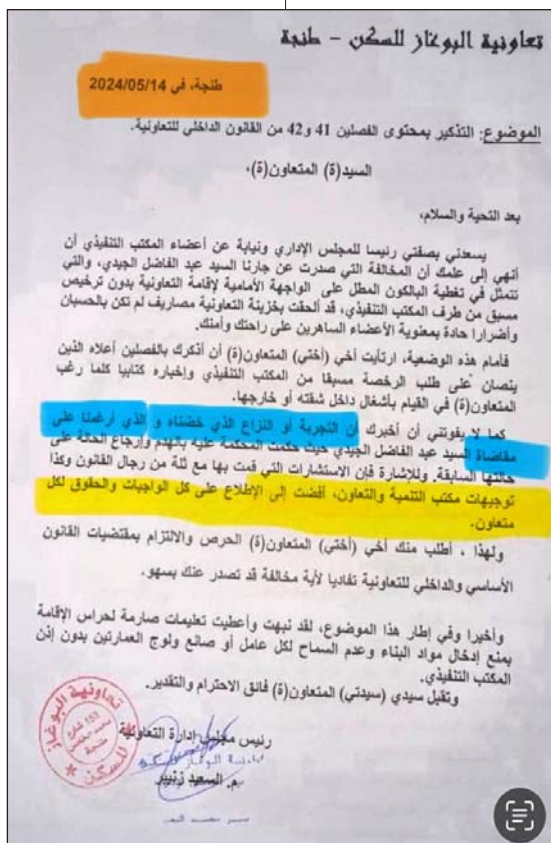 تعاونية البوغاز للسكن - طنجة
طنجة، في 2024/05/14
الموضوع: التذكير بمحتوى الفصلين 41 و42 من القانون الداخلي للتعاونية.
السيد(ة) المتعاون(ة)،
بعد التحية والسلام،
يسعدني بصفتي رئيسا للمجلس الإداري ونيابة عن أعضاء المكتب التنفيذي أن
أنهي إلى علمك أن المخالفة التي صدرت عن جارنا السيد عبد الفاضل الجيدي، والتي
تتمثل في تغطية البالكون المطل على الواجهة الأمامية لإقامة التعاونية بدون ترخيص
مسبق من طرف المكتب التنفيذي، قد ألحقت بخزينة التعاونية مصاريف لم تكن بالحسبان
وأضرارا حادة بمعنوية الأعضاء الساهرين على راحتك وأمنك.
فأمام هذه الوضعية، ارتأيت أخي (أختي) المتعاون(ة) أن أذكرك بالفصلين أعلاه الذين
ينصان على طلب الرخصة مسبقا من المكتب التنفيذي وإخباره كتابيا كلما رغب
المتعاون(ة) في القيام بأشغال داخل شقته أو خارجها.
كما لا يفوتني أن أخبرك أن التجربة أو النزاع الذي خضناه و الذي أرغمنا على
مقاضاة السيد عبد الفاضل الجيدي حيث حكمت المحكمة عليه بالهدم وإرجاع الحالة على
حالتها السابقة. وللإشارة فإن الاستشارات التي قمت بها مع ثلة من رجال القانون وكذا
توجيهات مكتب التنمية والتعاون، أفضت إلى الإطلاع على كل الواجبات والحقوق لكل
متعاون.
ولهذا ، أطلب منك أخي (أختي) المتعاون(ة) الحرص والالتزام بمقتضيات القانون
الأساسي والداخلي للتعاونية تفاديا لأية مخالفة قد تصدر عنك بسهو.
وأخيرا وفي إطار هذا الموضوع، لقد نبهت وأعطيت تعليمات صارمة لحراس الإقامة
بمنع إدخال مواد البناء وعدم السماح لكل عامل أو صانع ولوج العمارتين بدون إذن
المكتب التنفيذي.
وتقبل سيدي (سيدتي) المتعاون(ة) فائق الاحترام والتقدير.
رئيس مجلس إدارة التعاونية
م. السعيد زنيبر
تعاونية البوغاز
للسكن
طنجة